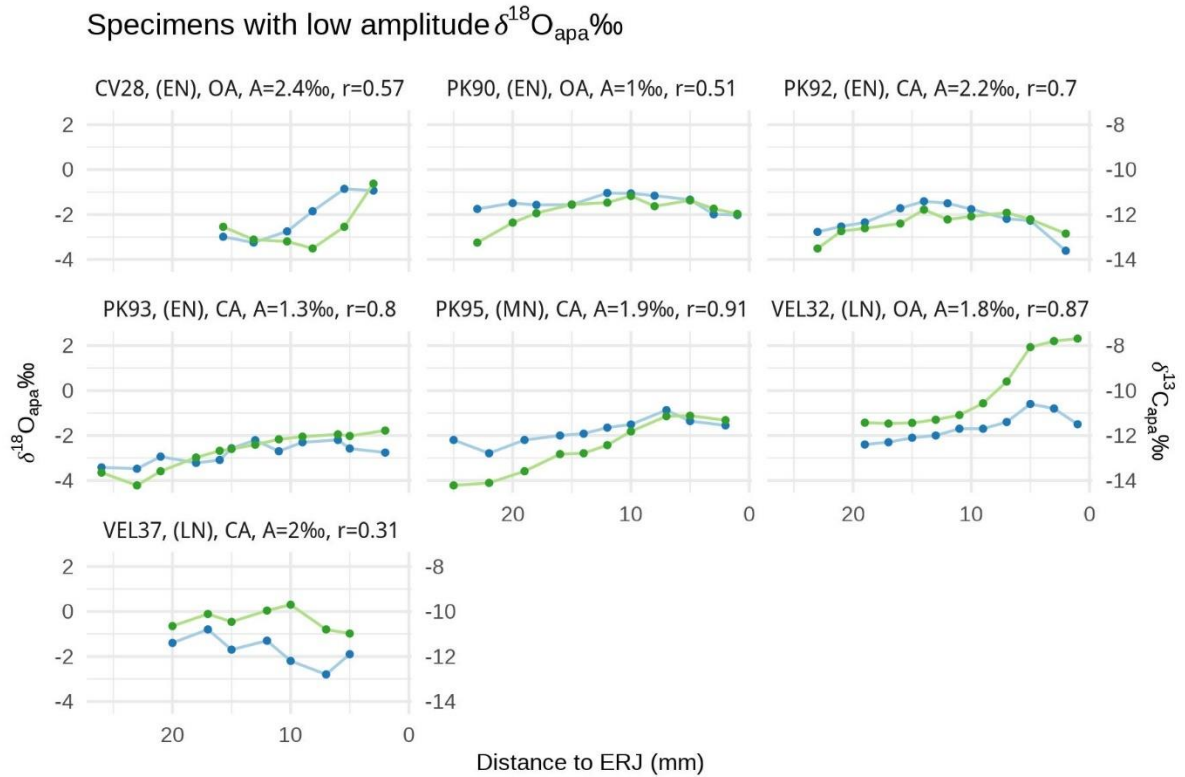 Specimens with low amplitude δ¹⁸Oₐₚₐ‰
CV28, (EN), OA, A=2.4‰, r=0.57
PK90, (EN), OA, A=1‰, r=0.51
PK92, (EN), CA, A=2.2‰, r=0.7
2
0
-2
-4
-8
-10
-12
-14
PK93, (EN), CA, A=1.3‰, r=0.8
PK95, (MN), CA, A=1.9‰, r=0.91
VEL32, (LN), OA, A=1.8‰, r=0.87
2
0
-2
-4
-8
-10
-12
-14
20 10 0
20 10 0
δ¹⁸Oₐₚₐ‰
δ¹³Cₐₚₐ‰
VEL37, (LN), CA, A=2‰, r=0.31
2
0
-2
-4
-8
-10
-12
-14
20 10 0
Distance to ERJ (mm)